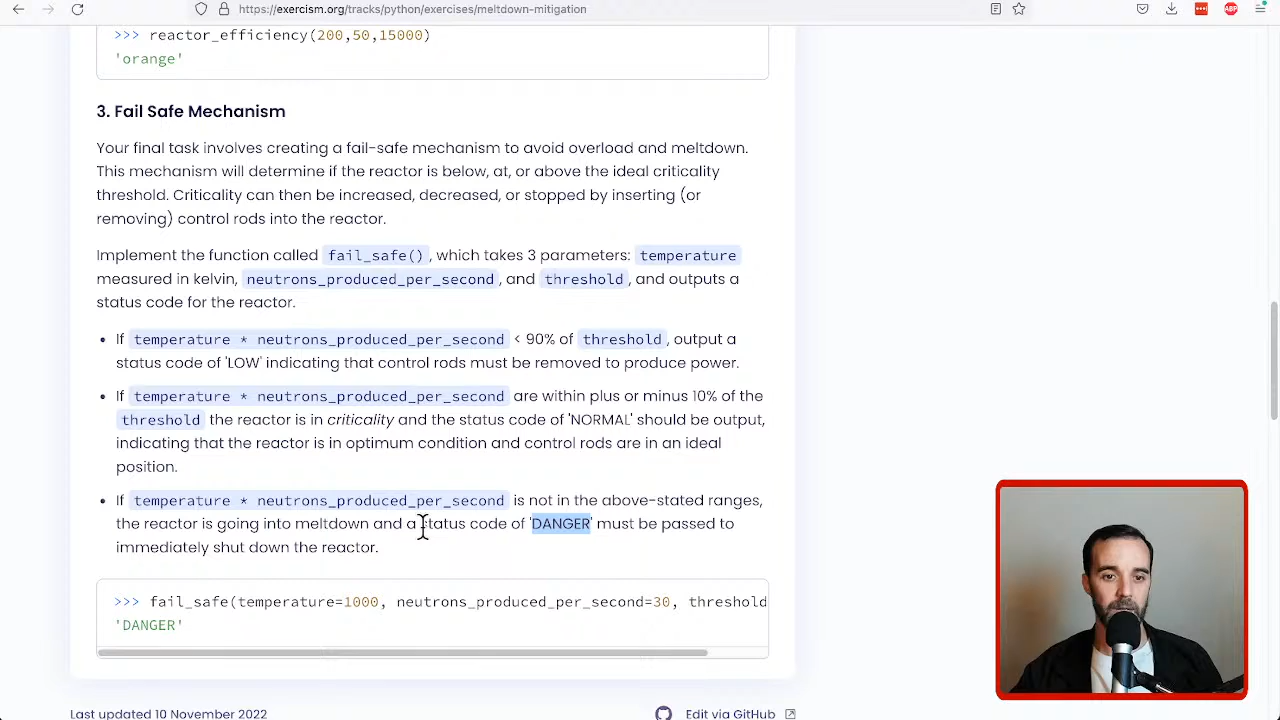 https://exercism.org/tracks/python/exercises/meltdown-mitigation
ABP
>>> reactor_efficiency(200,50,15000)
'orange'
3. Fail Safe Mechanism
Your final task involves creating a fail-safe mechanism to avoid overload and meltdown.
This mechanism will determine if the reactor is below, at, or above the ideal criticality
threshold. Criticality can then be increased, decreased, or stopped by inserting (or
removing) control rods into the reactor.
Implement the function called fail_safe(), which takes 3 parameters: temperature
measured in kelvin, neutrons_produced_per_second, and threshold, and outputs a
status code for the reactor.
• If temperature * neutrons_produced_per_second < 90% of threshold, output a
status code of 'LOW' indicating that control rods must be removed to produce power.
• If temperature * neutrons_produced_per_second are within plus or minus 10% of the
threshold the reactor is in criticality and the status code of 'NORMAL' should be output,
indicating that the reactor is in optimum condition and control rods are in an ideal
position.
• If temperature * neutrons_produced_per_second is not in the above-stated ranges,
the reactor is going into meltdown and a status code of 'DANGER' must be passed to
immediately shut down the reactor.
>>> fail_safe(temperature=1000, neutrons_produced_per_second=30, threshold
'DANGER'
Last updated 10 November 2022
Edit via GitHub